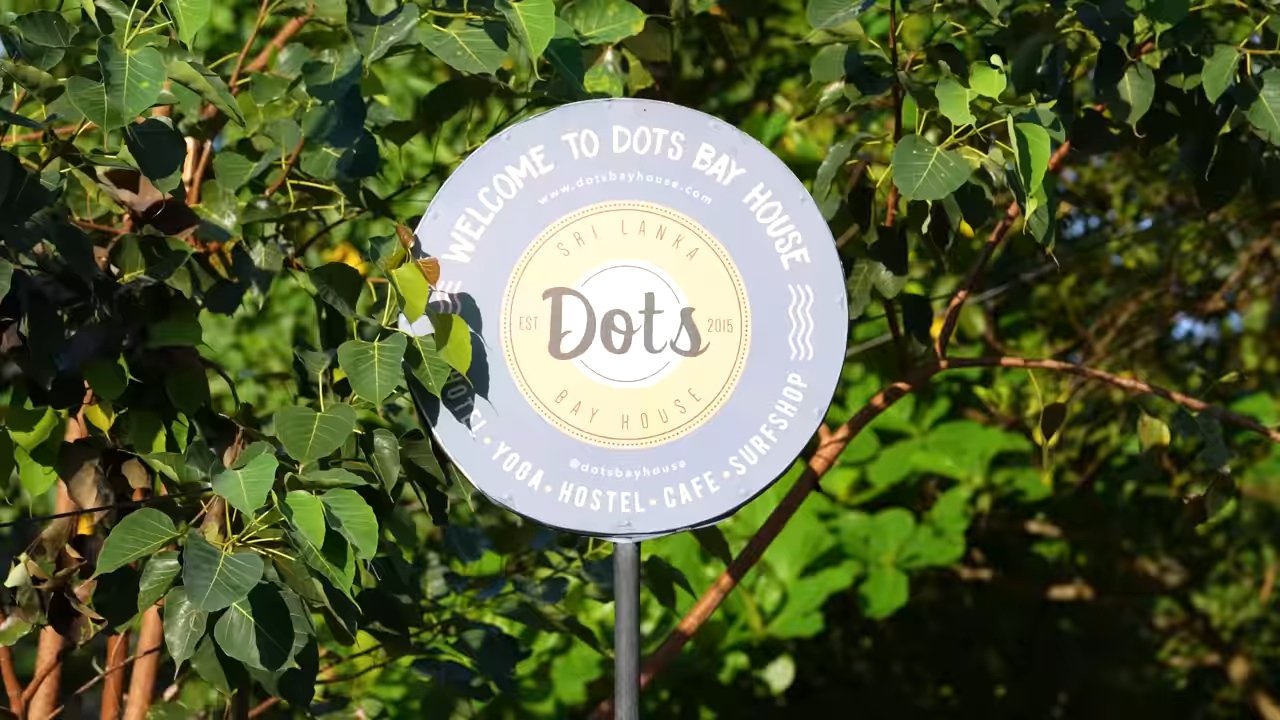 WELCOME TO DOTS BAY HOUSE
www.dotsbayhouse.com
SRI LANKA
EST Dots 2015
BAY HOUSE
@dotsbayhouse
HOTEL • YOGA • HOSTEL • CAFE • SURFSHOP